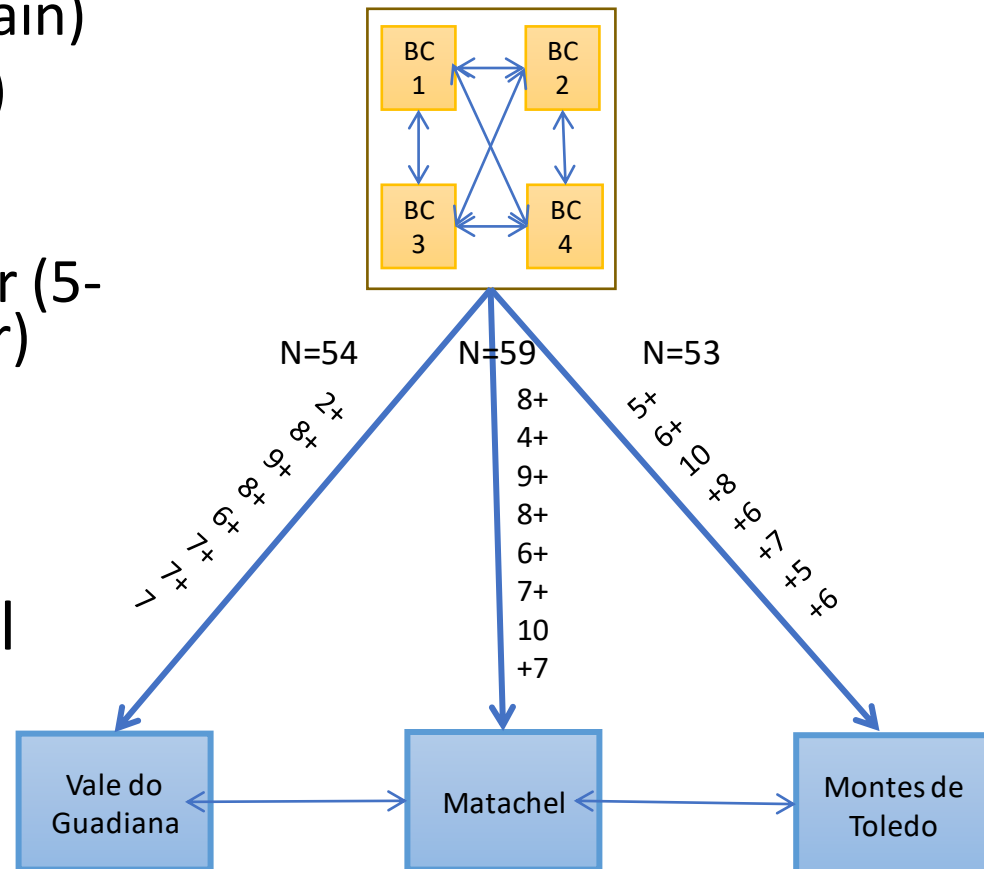 ain)
)
r (5-
r)
l
BC
1
BC
2
BC
3
BC
4
N=54
N=59
N=53
2+
8+
9+
8+
6+
7+
7+
7
8+
4+
9+
8+
6+
7+
10
+7
5+
6+
10
+8
+6
+7
+5
+6
Vale do
Guadiana
Matachel
Montes de
Toledo